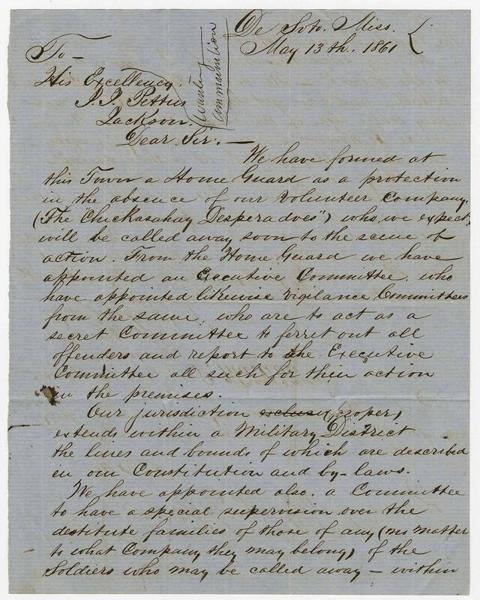 De Soto. Miss.
May 13th. 1861
To —
His Excellency.
J. J. Pettus
Jackson.
Wants
Ammunition
Dear Sir. —
We have formed at
this Town a Home Guard as a protection
in the absence of our Volunteer Company.
("The Chickasahay Desperadoes") who, we expect,
will be called away soon to the scene of
action. From the Home Guard we have
appointed an Executive Committee, who
have appointed likewise Vigilance Committees
from the same, who are to act as a
secret Committee to ferret out all
offenders and report to the Executive
Committee all such for their action
in the premises.
Our jurisdiction (proper)
extends within a Military District
the lines and bounds of which are described
in our Constitution and by-laws.
We have appointed also, a Committee
to have a special supervision over the
destitute families of those of any (no matter
to what Company they may belong) of the
Soldiers who may be called away — within